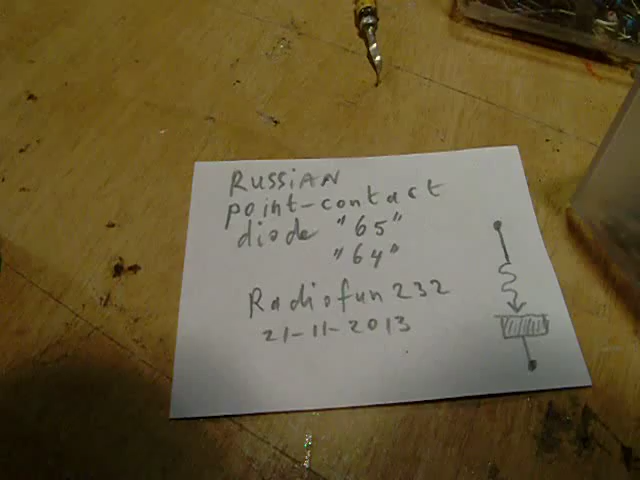 RUSSIAN
point-contact
diode "65"
"64"
Radiofun232
21-11-2013